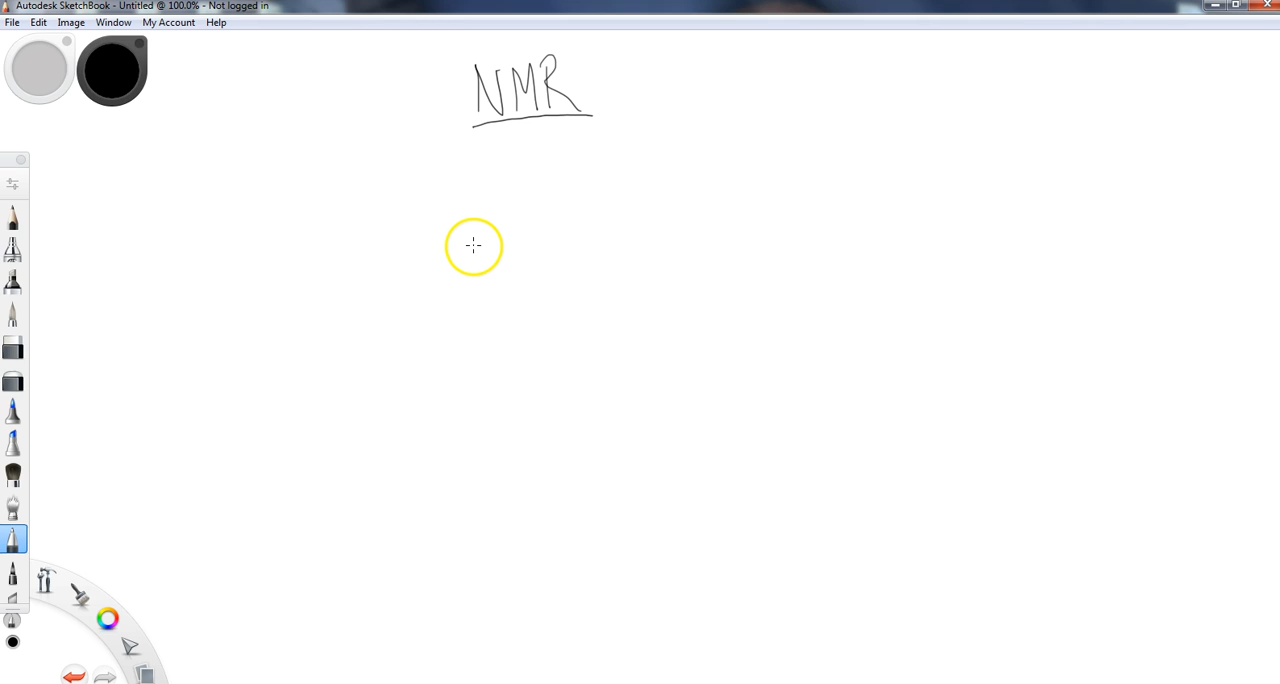 Autodesk SketchBook - Untitled @ 100.0% - Not logged in
File Edit Image Window My Account Help
NMR